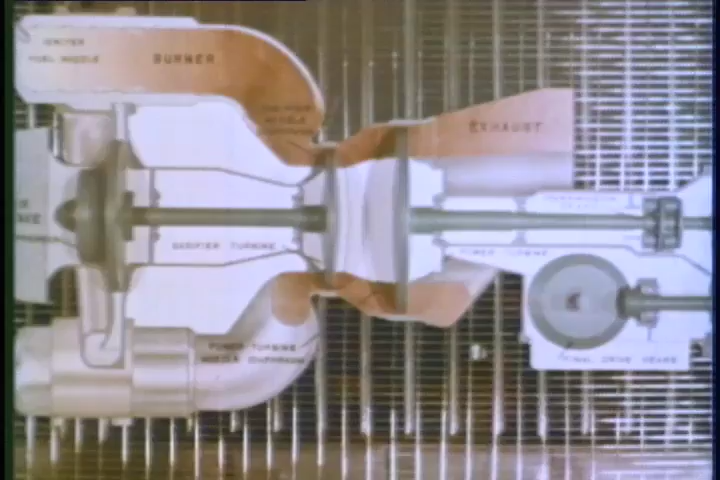 IGNITER
FUEL NOZZLE
BURNER
EXHAUST
GASIFIER TURBINE
POWER TURBINE
POWER TURBINE
NOZZLE DIAPHRAGM
FINAL DRIVE GEARS